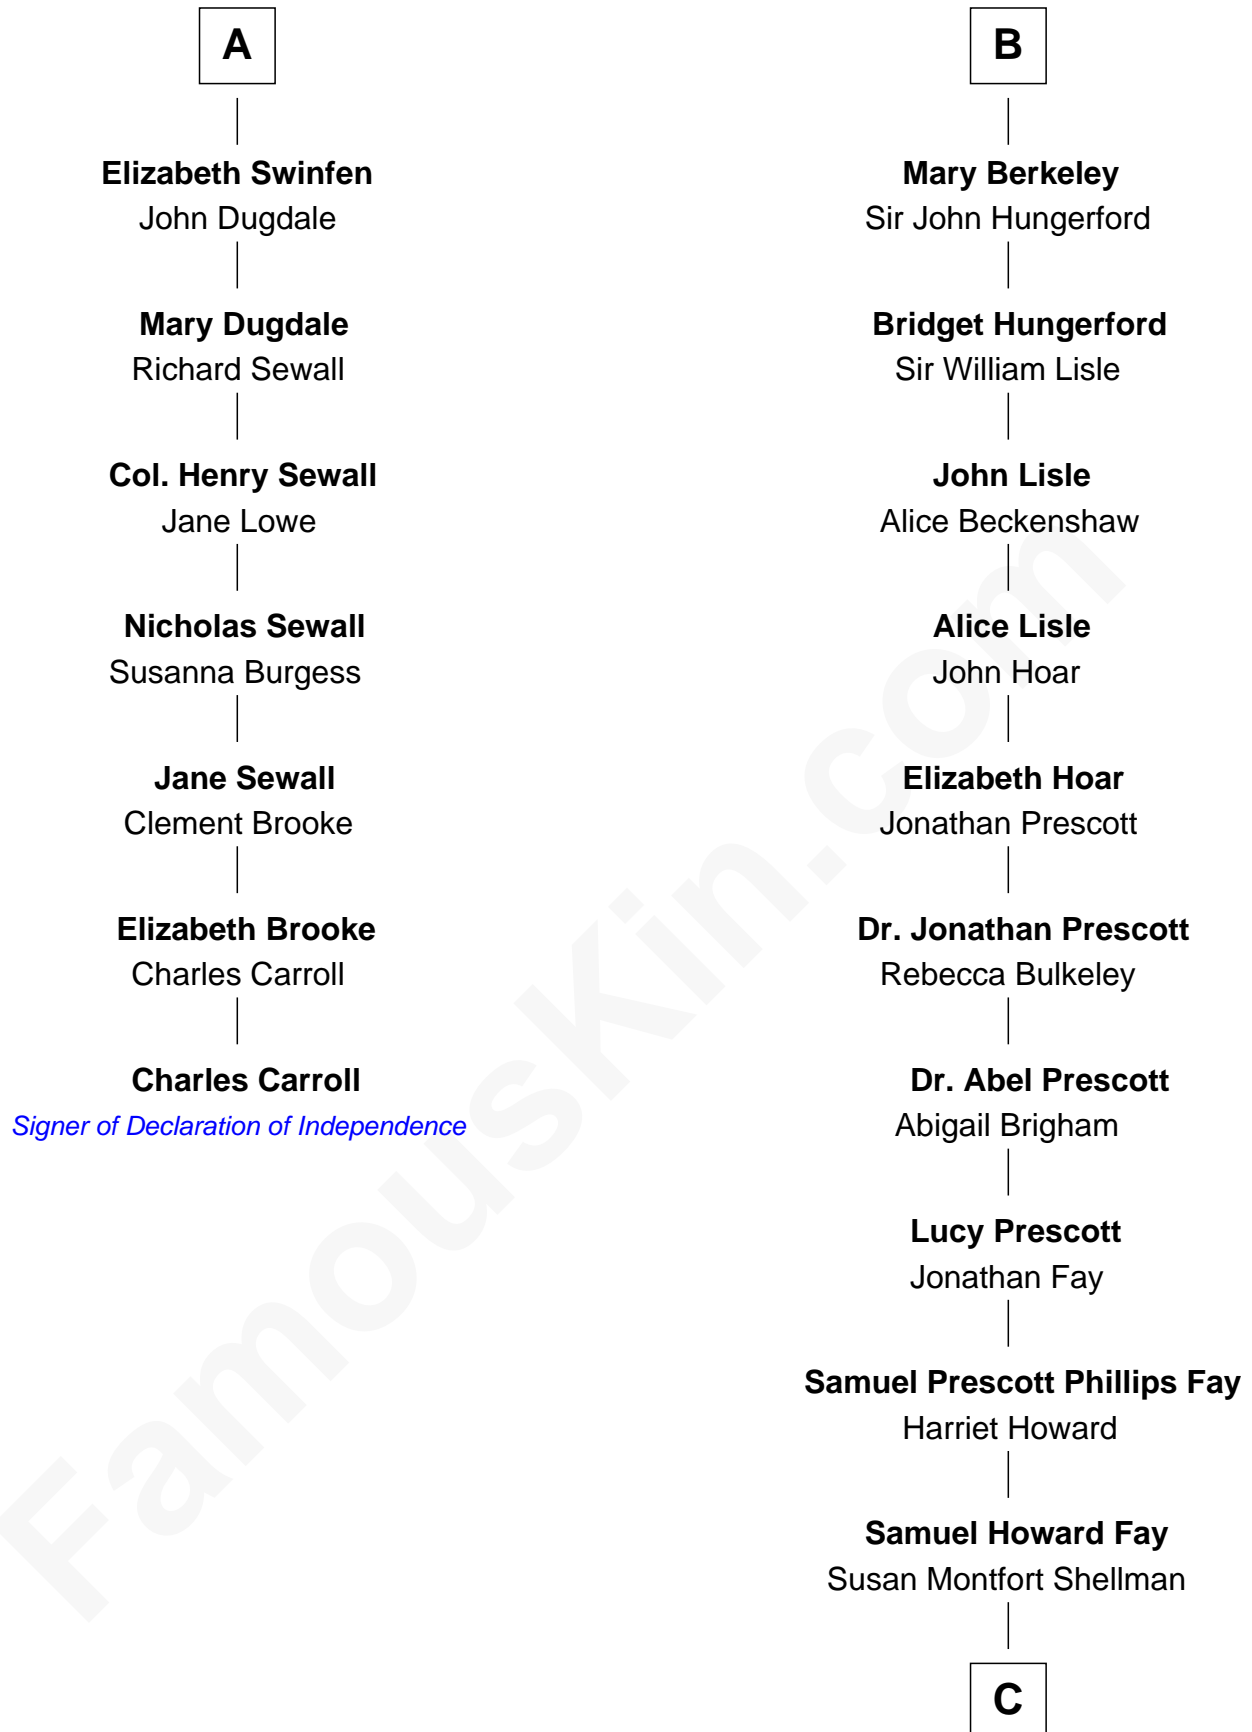 A
Elizabeth Swinfen
John Dugdale
Mary Dugdale
Richard Sewall
Col. Henry Sewall
Jane Lowe
Nicholas Sewall
Susanna Burgess
Jane Sewall
Clement Brooke
Elizabeth Brooke
Charles Carroll
Charles Carroll
Signer of Declaration of Independence
B
Mary Berkeley
Sir John Hungerford
Bridget Hungerford
Sir William Lisle
John Lisle
Alice Beckenshaw
Alice Lisle
John Hoar
Elizabeth Hoar
Jonathan Prescott
Dr. Jonathan Prescott
Rebecca Bulkeley
Dr. Abel Prescott
Abigail Brigham
Lucy Prescott
Jonathan Fay
Samuel Prescott Phillips Fay
Harriet Howard
Samuel Howard Fay
Susan Montfort Shellman
C
FamousKin.com